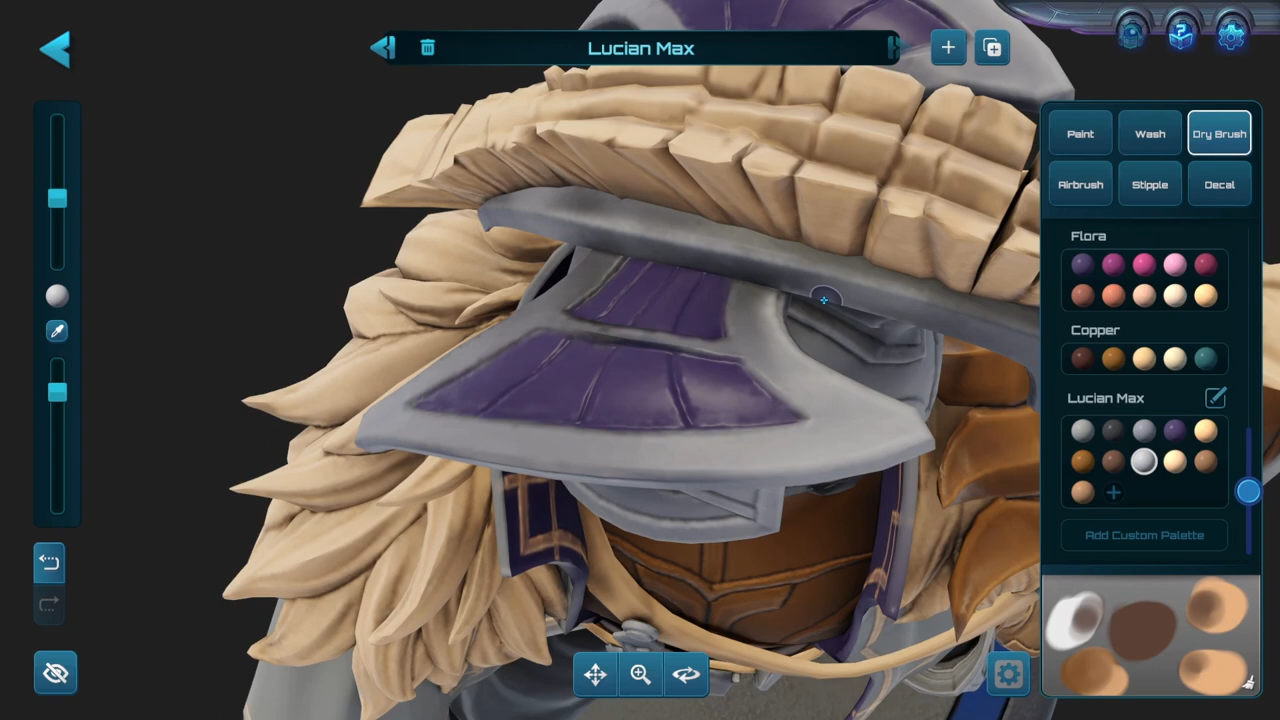 Lucian Max
Paint
Wash
Dry Brush
Airbrush
Stipple
Decal
Flora
Copper
Lucian Max
Add Custom Palette